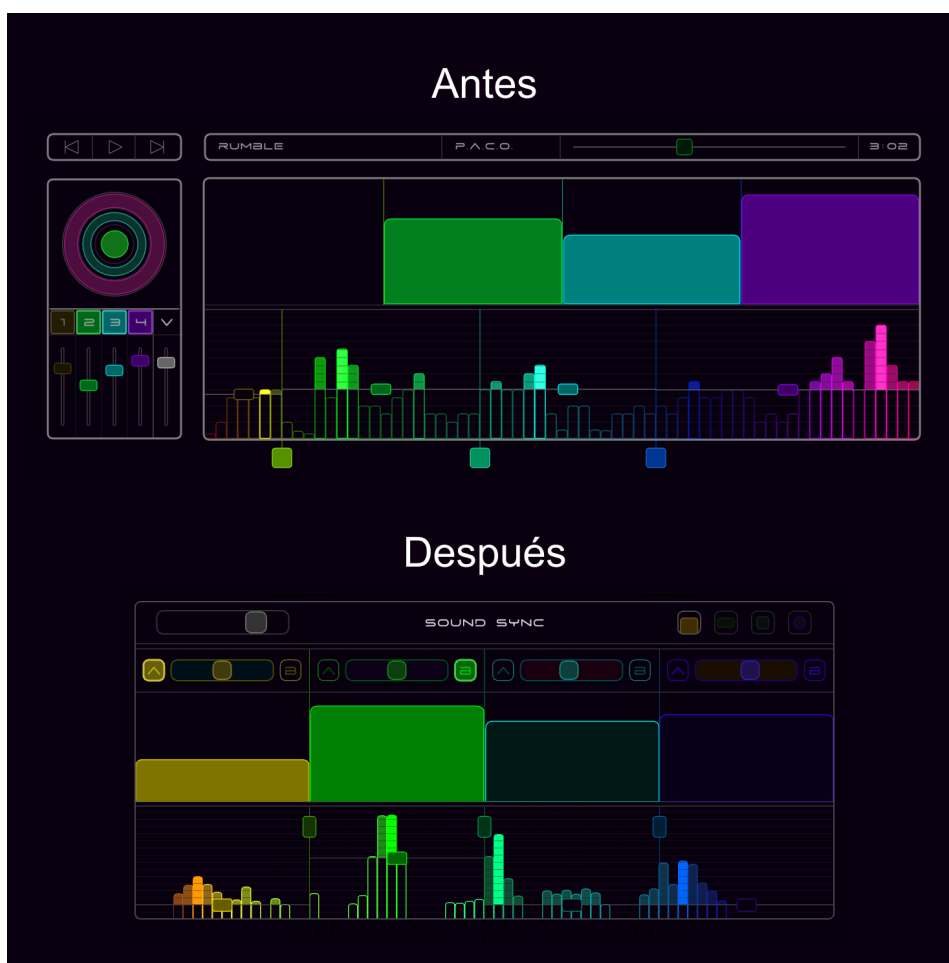 Antes
RUMBLE P.A.C.O. 3:02
1 2 3 4
Después
SOUND SYNC
A B A B A B A B